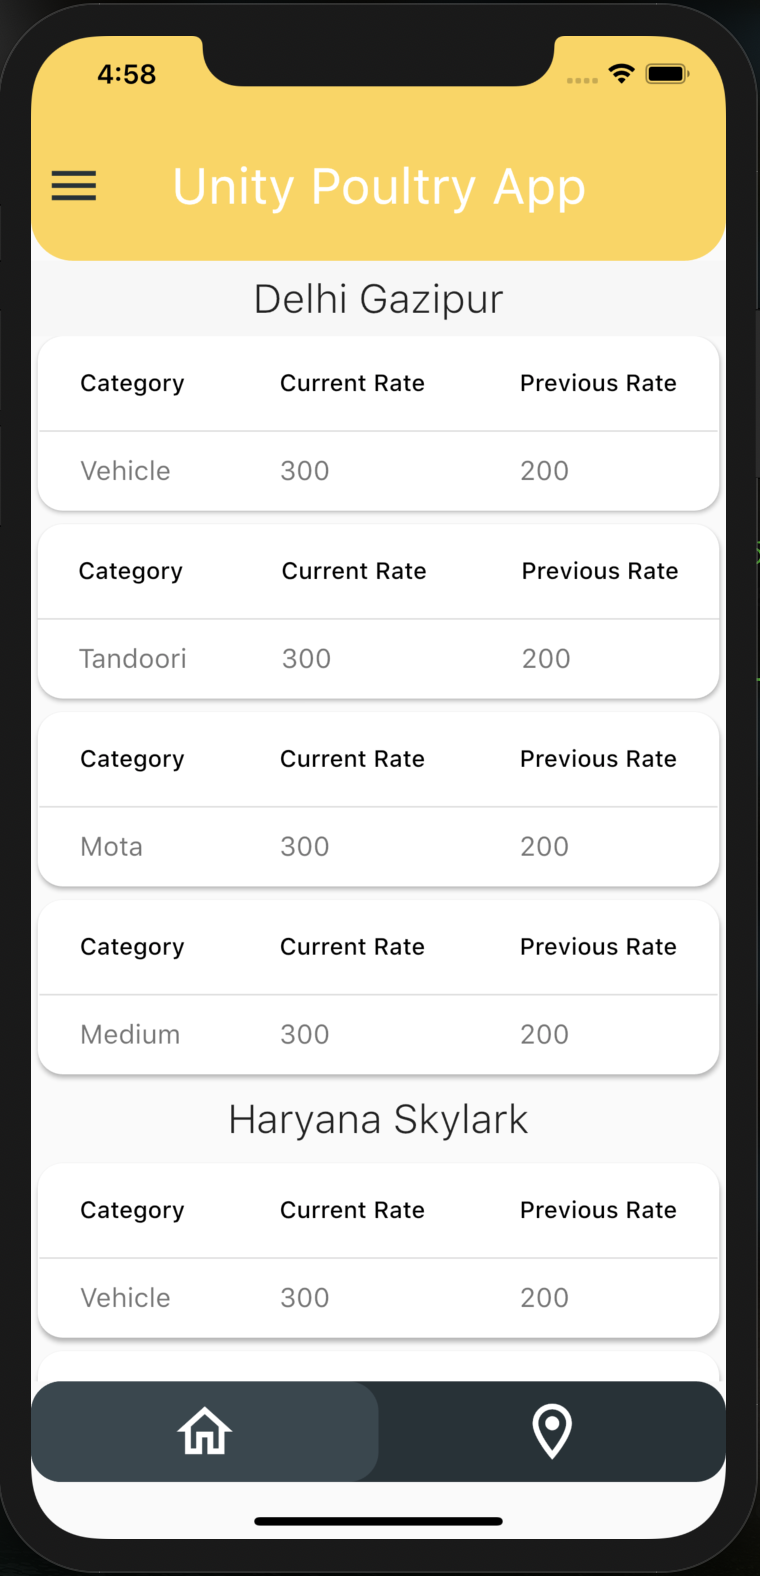 4:58
Unity Poultry App
Delhi Gazipur
Category Current Rate Previous Rate
Vehicle 300 200
Category Current Rate Previous Rate
Tandoori 300 200
Category Current Rate Previous Rate
Mota 300 200
Category Current Rate Previous Rate
Medium 300 200
Haryana Skylark
Category Current Rate Previous Rate
Vehicle 300 200